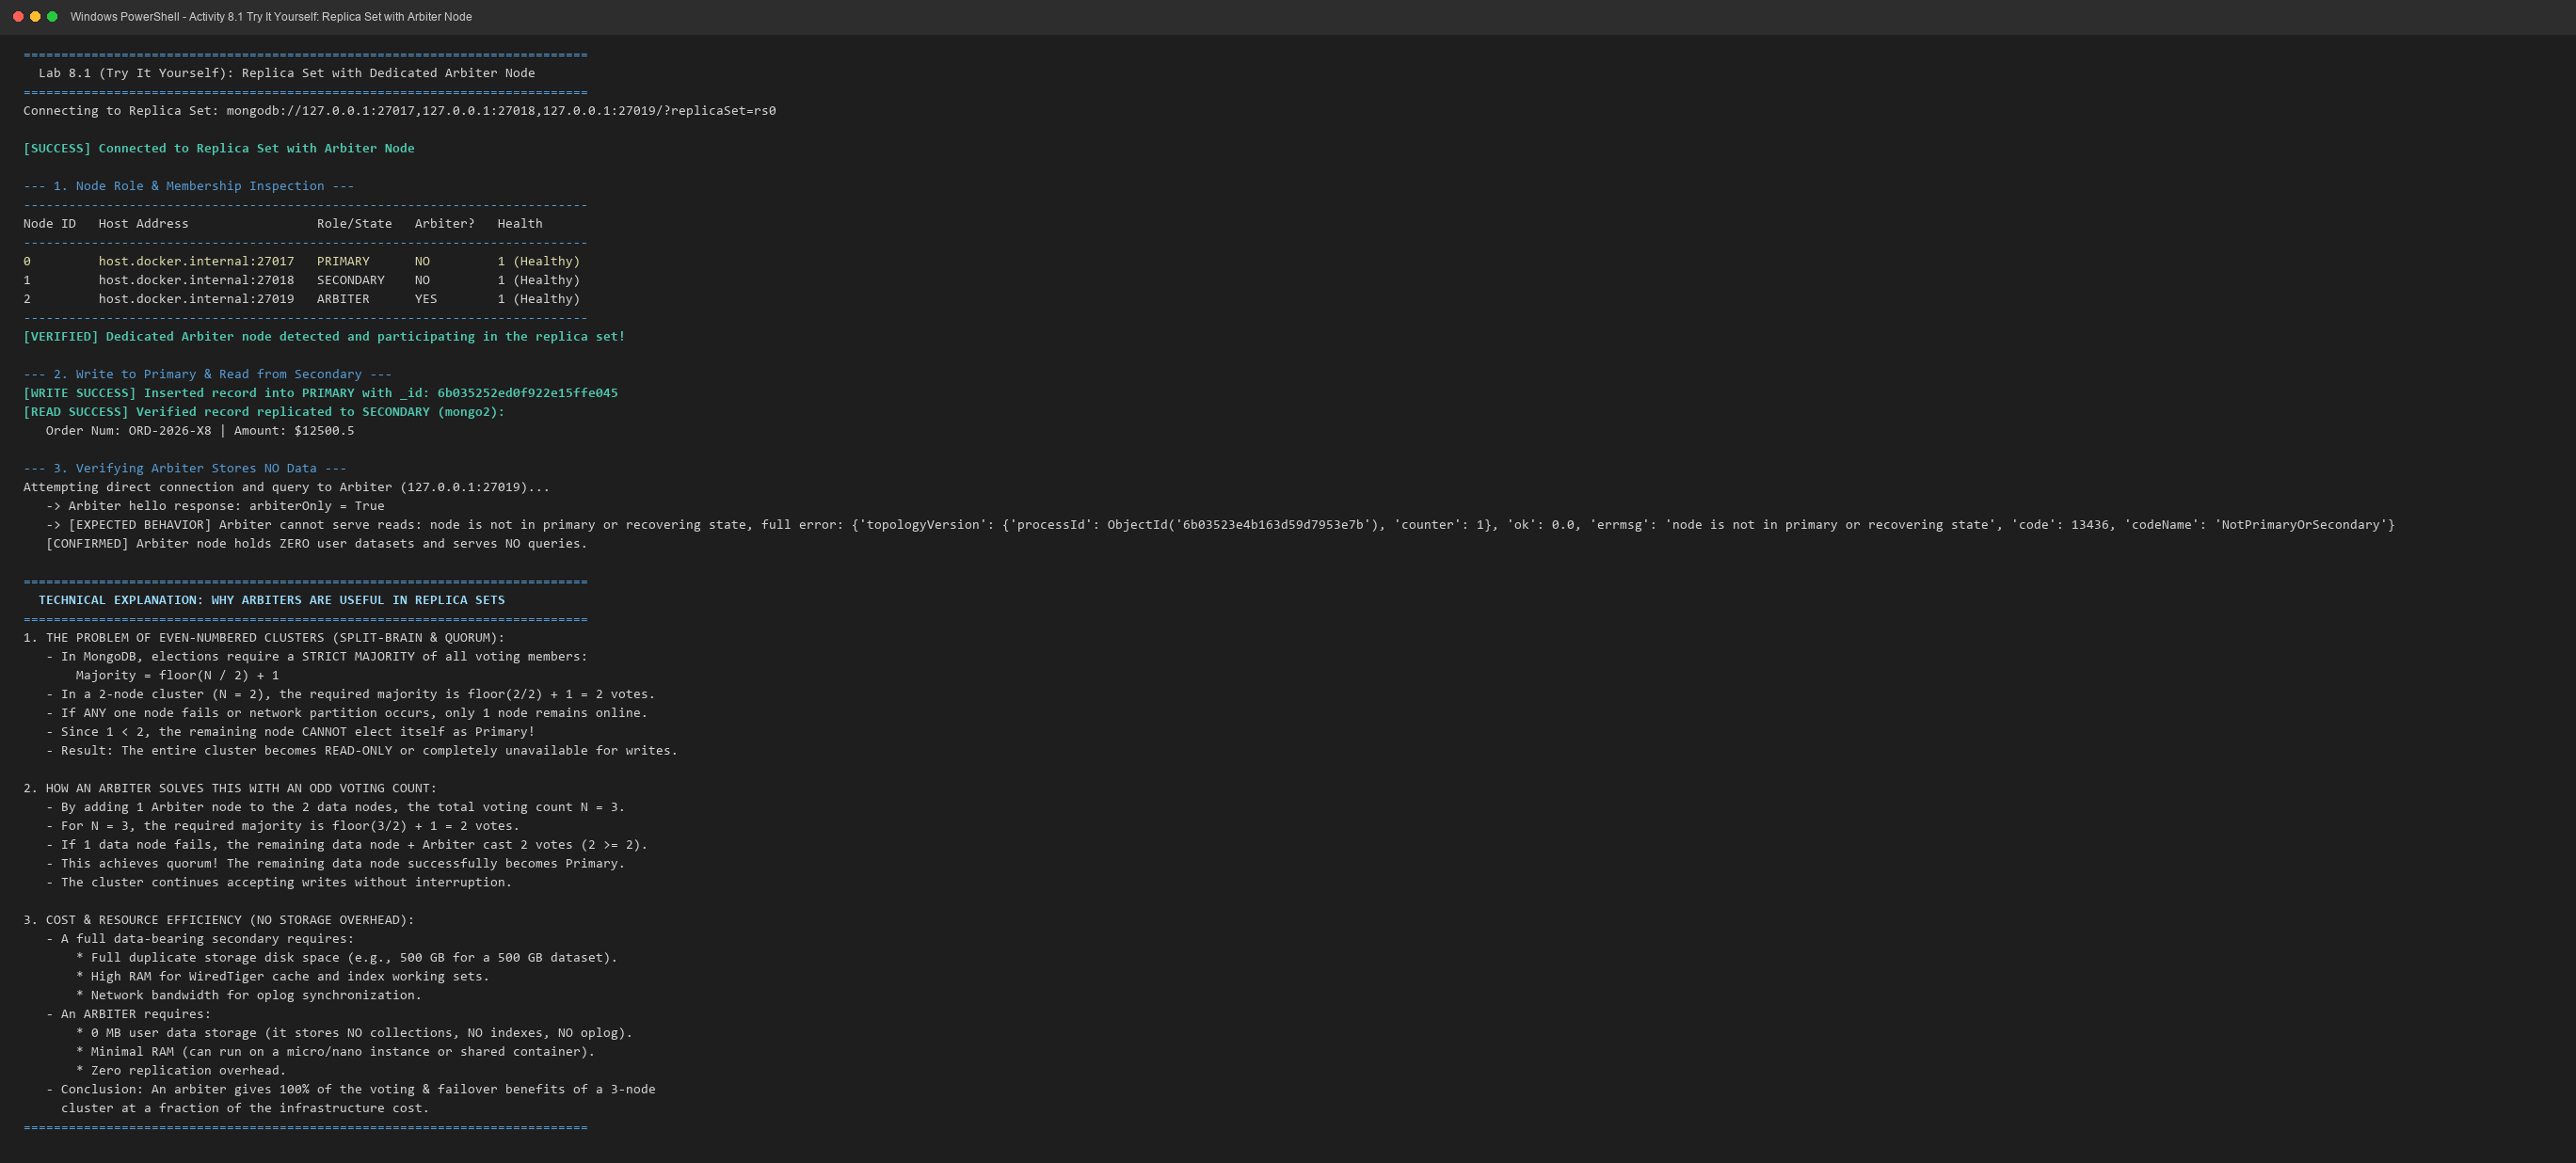 Windows PowerShell - Activity 8.1 Try It Yourself: Replica Set with Arbiter Node
===========================================================================
  Lab 8.1 (Try It Yourself): Replica Set with Dedicated Arbiter Node
===========================================================================
Connecting to Replica Set: mongodb://127.0.0.1:27017,127.0.0.1:27018,127.0.0.1:27019/?replicaSet=rs0
[SUCCESS] Connected to Replica Set with Arbiter Node
--- 1. Node Role & Membership Inspection ---
---------------------------------------------------------------------------
Node ID   Host Address                 Role/State   Arbiter?   Health
---------------------------------------------------------------------------
0         host.docker.internal:27017   PRIMARY      NO         1 (Healthy)
1         host.docker.internal:27018   SECONDARY    NO         1 (Healthy)
2         host.docker.internal:27019   ARBITER      YES        1 (Healthy)
---------------------------------------------------------------------------
[VERIFIED] Dedicated Arbiter node detected and participating in the replica set!
--- 2. Write to Primary & Read from Secondary ---
[WRITE SUCCESS] Inserted record into PRIMARY with _id: 6b035252ed0f922e15ffe045
[READ SUCCESS] Verified record replicated to SECONDARY (mongo2):
   Order Num: ORD-2026-X8 | Amount: $12500.5
--- 3. Verifying Arbiter Stores NO Data ---
Attempting direct connection and query to Arbiter (127.0.0.1:27019)...
   -> Arbiter hello response: arbiterOnly = True
   -> [EXPECTED BEHAVIOR] Arbiter cannot serve reads: node is not in primary or recovering state, full error: {'topologyVersion': {'processId': ObjectId('6b03523e4b163d59d7953e7b'), 'counter': 1}, 'ok': 0.0, 'errmsg': 'node is not in primary or recovering state', 'code': 13436, 'codeName': 'NotPrimaryOrSecondary'}
   [CONFIRMED] Arbiter node holds ZERO user datasets and serves NO queries.
===========================================================================
  TECHNICAL EXPLANATION: WHY ARBITERS ARE USEFUL IN REPLICA SETS
===========================================================================
1. THE PROBLEM OF EVEN-NUMBERED CLUSTERS (SPLIT-BRAIN & QUORUM):
   - In MongoDB, elections require a STRICT MAJORITY of all voting members:
       Majority = floor(N / 2) + 1
   - In a 2-node cluster (N = 2), the required majority is floor(2/2) + 1 = 2 votes.
   - If ANY one node fails or network partition occurs, only 1 node remains online.
   - Since 1 < 2, the remaining node CANNOT elect itself as Primary!
   - Result: The entire cluster becomes READ-ONLY or completely unavailable for writes.
2. HOW AN ARBITER SOLVES THIS WITH AN ODD VOTING COUNT:
   - By adding 1 Arbiter node to the 2 data nodes, the total voting count N = 3.
   - For N = 3, the required majority is floor(3/2) + 1 = 2 votes.
   - If 1 data node fails, the remaining data node + Arbiter cast 2 votes (2 >= 2).
   - This achieves quorum! The remaining data node successfully becomes Primary.
   - The cluster continues accepting writes without interruption.
3. COST & RESOURCE EFFICIENCY (NO STORAGE OVERHEAD):
   - A full data-bearing secondary requires:
       * Full duplicate storage disk space (e.g., 500 GB for a 500 GB dataset).
       * High RAM for WiredTiger cache and index working sets.
       * Network bandwidth for oplog synchronization.
   - An ARBITER requires:
       * 0 MB user data storage (it stores NO collections, NO indexes, NO oplog).
       * Minimal RAM (can run on a micro/nano instance or shared container).
       * Zero replication overhead.
   - Conclusion: An arbiter gives 100% of the voting & failover benefits of a 3-node
     cluster at a fraction of the infrastructure cost.
===========================================================================